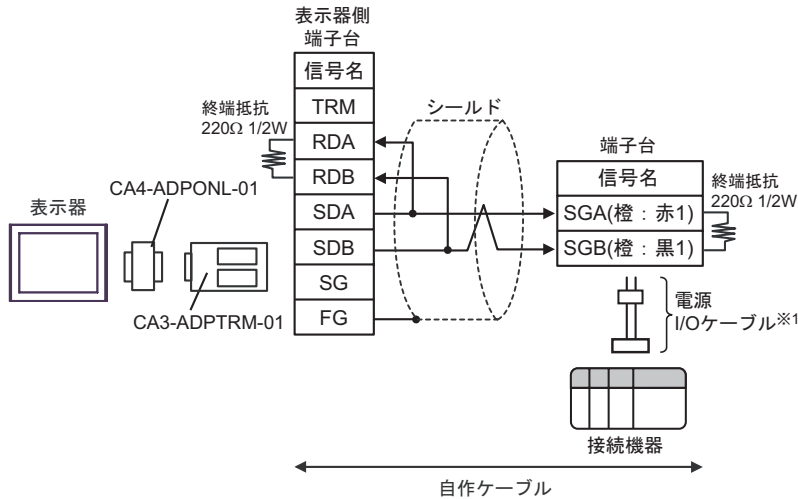 表示器側
端子台
信号名
TRM
RDA
RDB
SDA
SDB
SG
FG
終端抵抗
220Ω 1/2W
シールド
端子台
信号名
SGA(橙：赤1)
SGB(橙：黒1)
終端抵抗
220Ω 1/2W
表示器
CA4-ADPONL-01
CA3-ADPTRM-01
電源
I/Oケーブル※1
接続機器
自作ケーブル